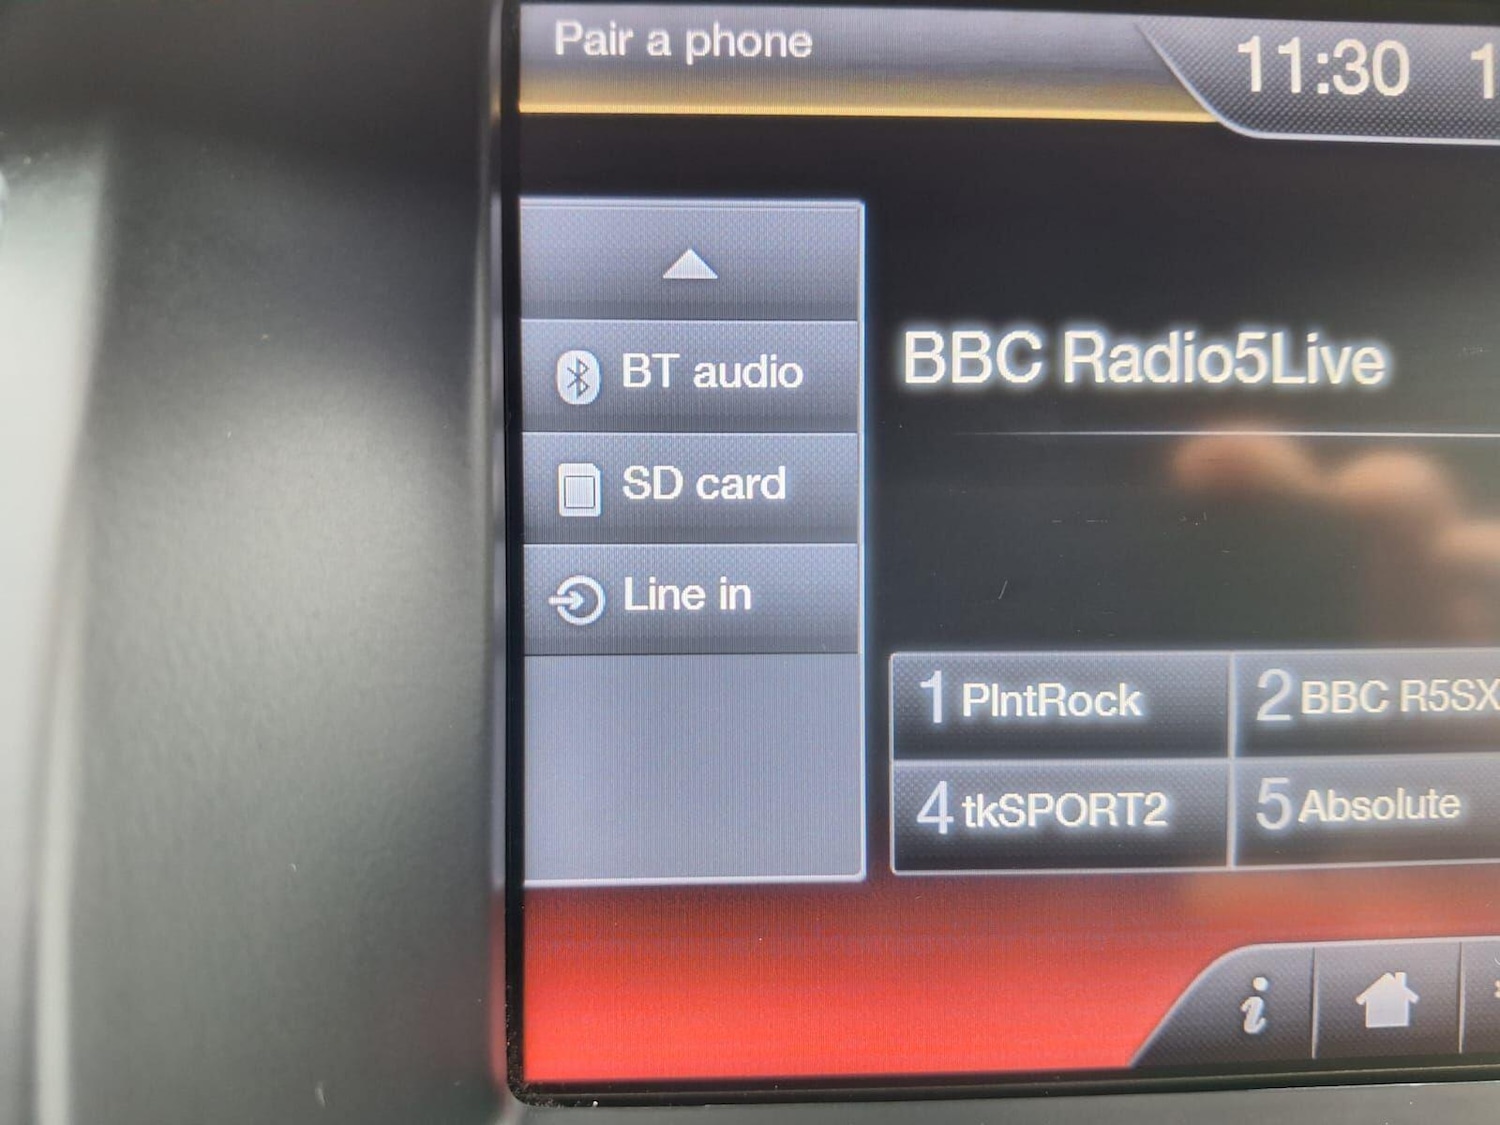 Pair a phone
11:30 1
BT audio
SD card
Line in
BBC Radio5Live
1 PlntRock
2 BBC R5SX
4 tkSPORT2
5 Absolute
i